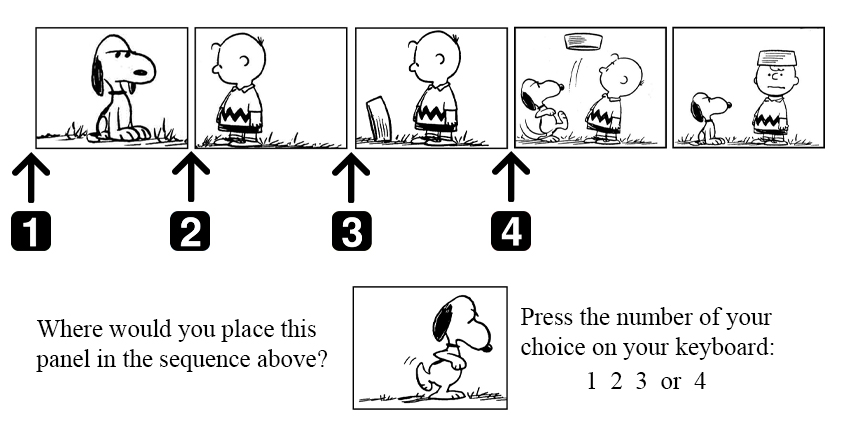 1 2 3 4
Where would you place this
panel in the sequence above?
Press the number of your
choice on your keyboard:
1 2 3 or 4